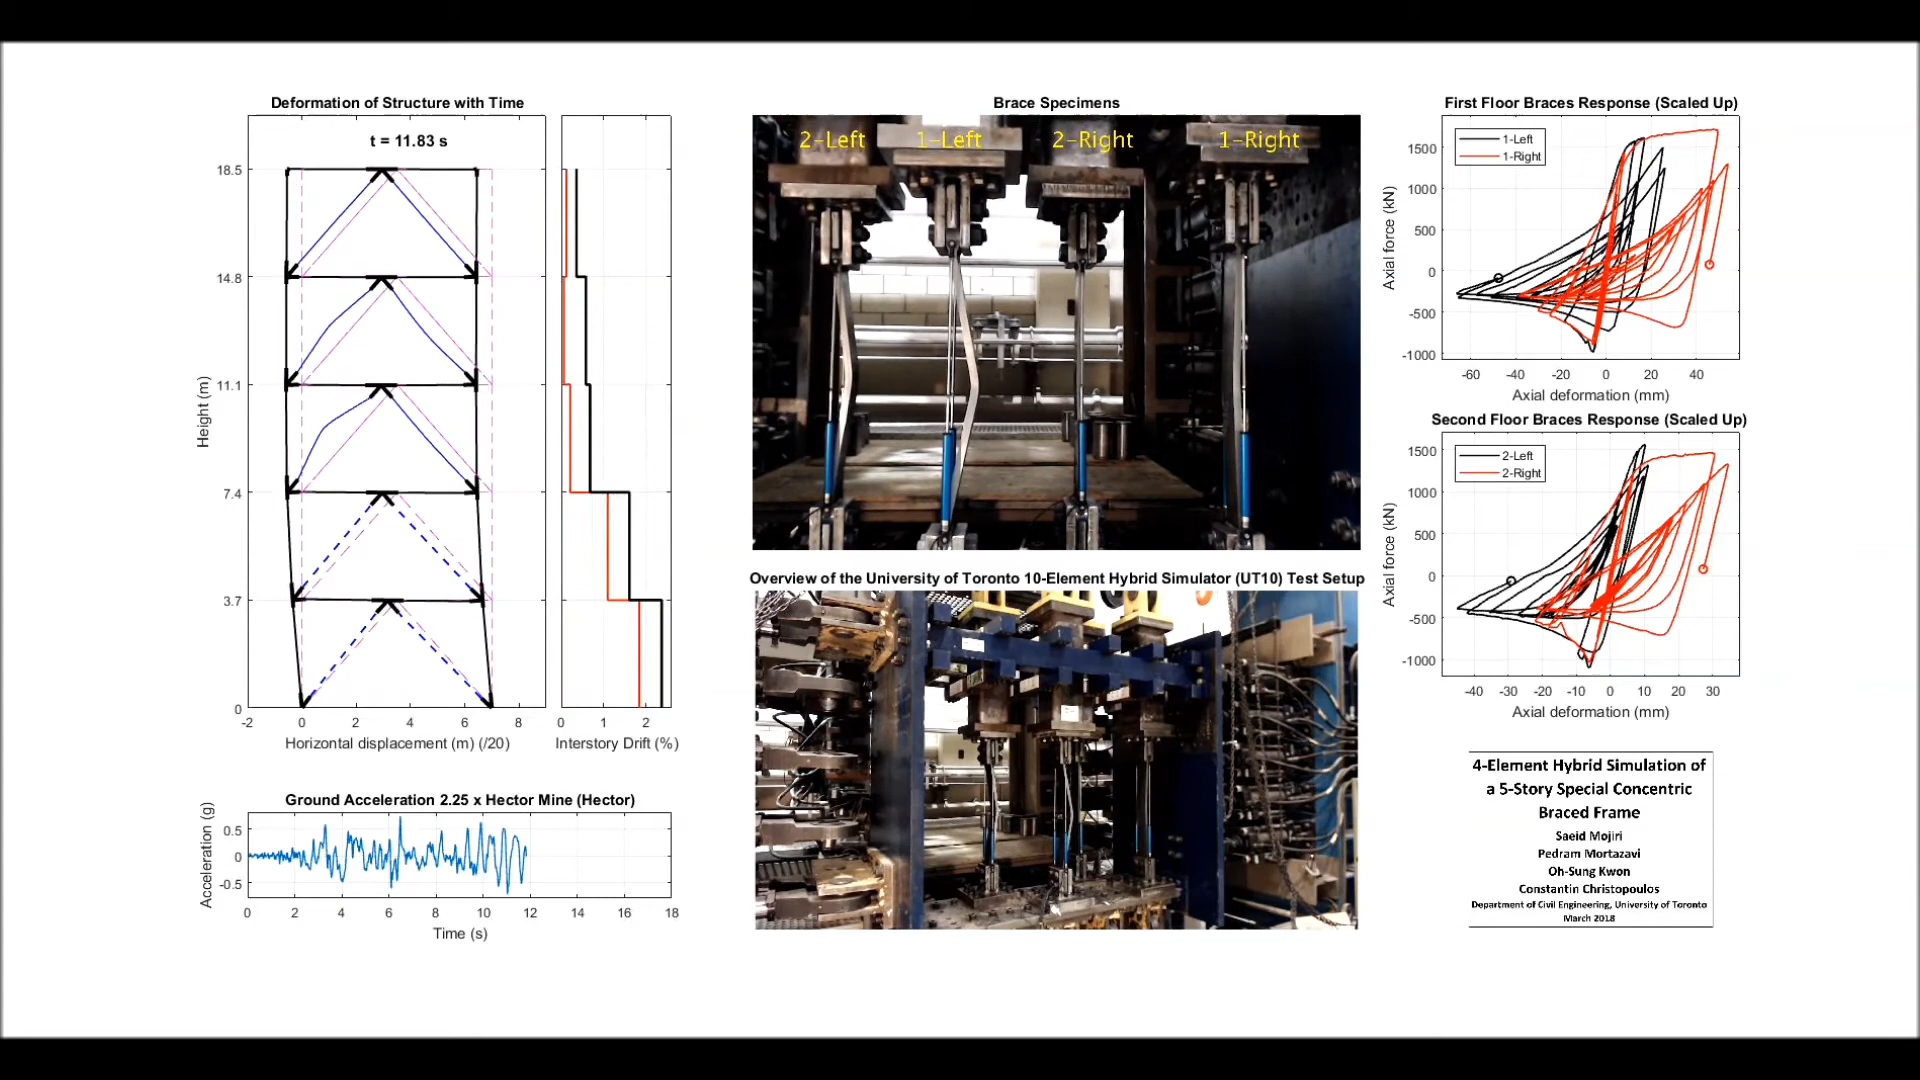 Deformation of Structure with Time
t = 11.83 s
18.5
14.8
11.1
7.4
3.7
0
Height (m)
-2 0 2 4 6 8
Horizontal displacement (m) (/20)
0 1 2
Interstory Drift (%)
Ground Acceleration 2.25 x Hector Mine (Hector)
0.5
0
-0.5
Acceleration (g)
0 2 4 6 8 10 12 14 16 18
Time (s)
Brace Specimens
2-Left 1-Left 2-Right 1-Right
Overview of the University of Toronto 10-Element Hybrid Simulator (UT10) Test Setup
First Floor Braces Response (Scaled Up)
1-Left
1-Right
1500
1000
500
0
-500
-1000
Axial force (kN)
-60 -40 -20 0 20 40
Axial deformation (mm)
Second Floor Braces Response (Scaled Up)
2-Left
2-Right
1500
1000
500
0
-500
-1000
Axial force (kN)
-40 -30 -20 -10 0 10 20 30
Axial deformation (mm)
4-Element Hybrid Simulation of
a 5-Story Special Concentric
Braced Frame
Saeid Mojiri
Pedram Mortazavi
Oh-Sung Kwon
Constantin Christopoulos
Department of Civil Engineering, University of Toronto
March 2018